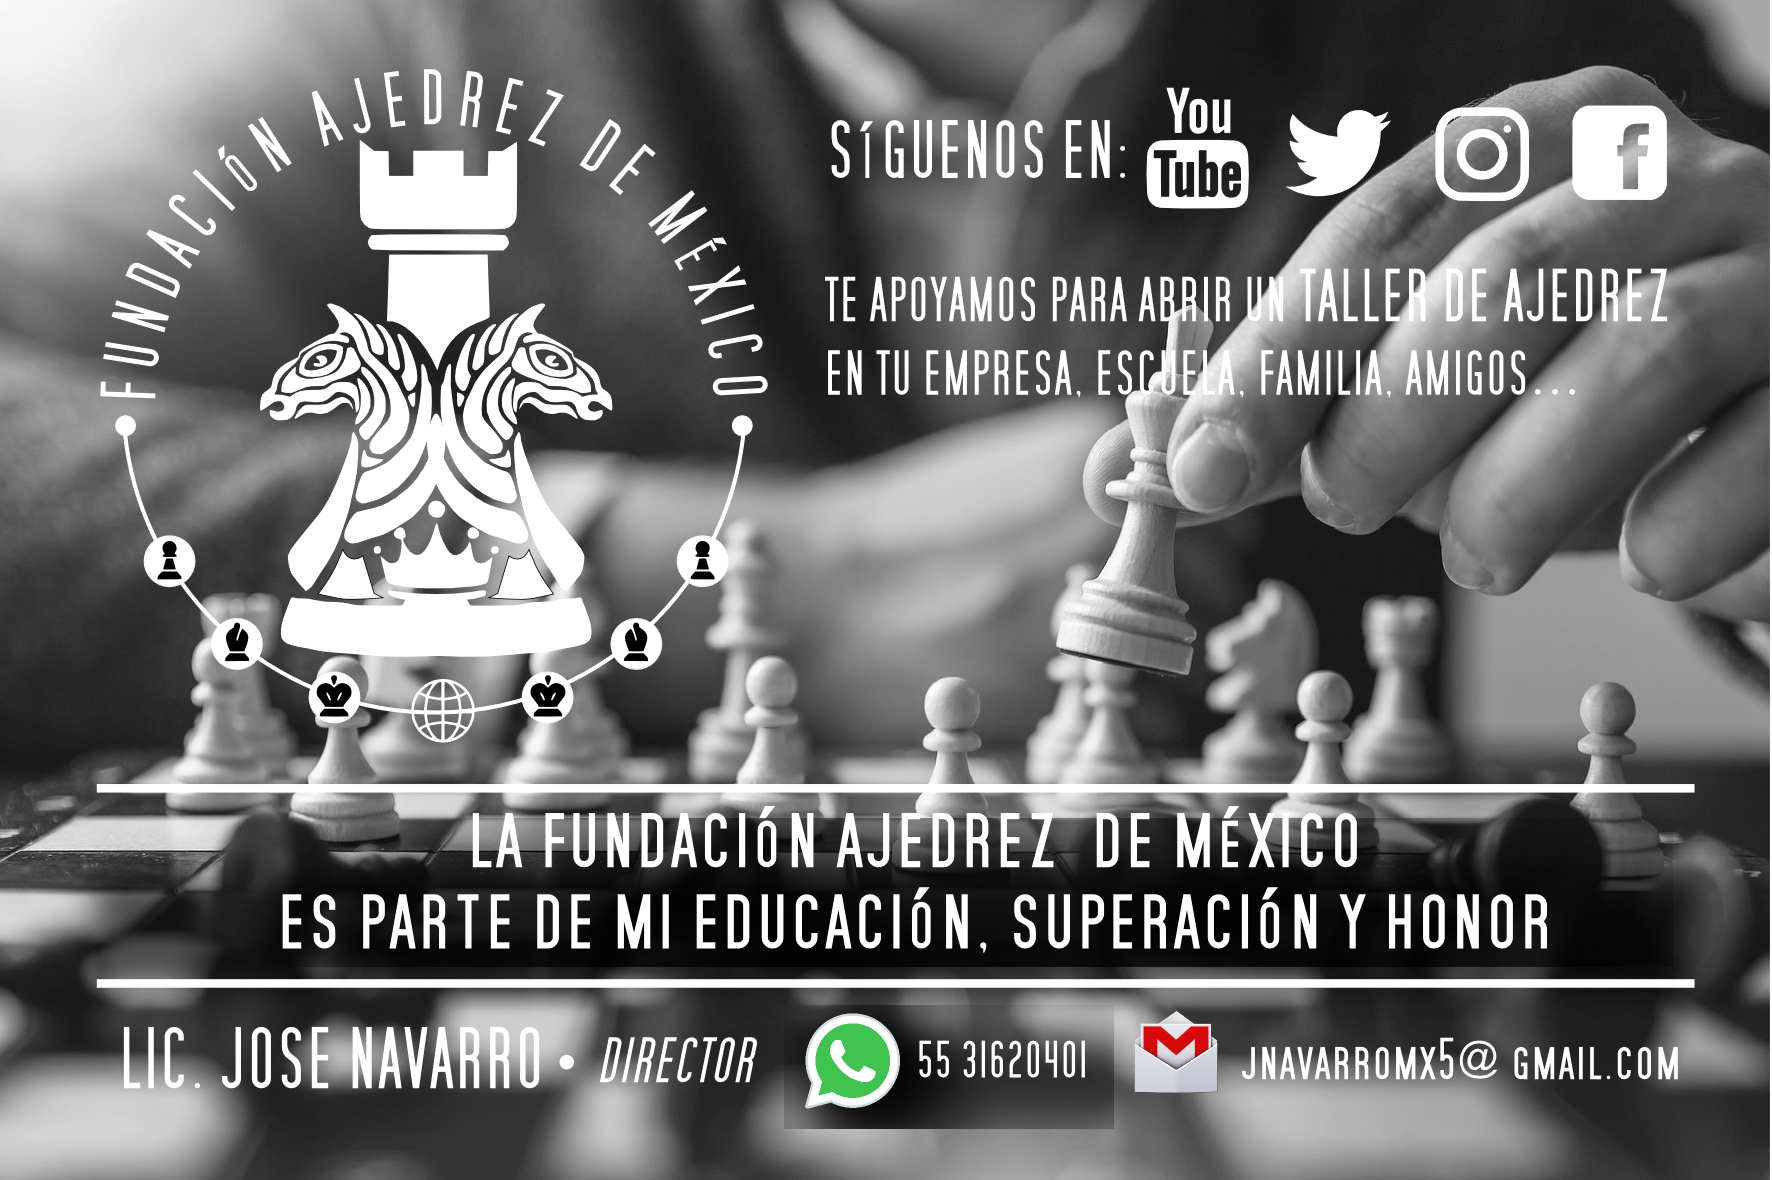 FUNDACIÓN AJEDREZ DE MÉXICO
SíGUENOS EN:
You
Tube
f
TE APOYAMOS PARA ABRIR UN TALLER DE AJEDREZ
EN TU EMPRESA, ESCUELA, FAMILIA, AMIGOS...
LA FUNDACIÓN AJEDREZ DE MÉXICO
ES PARTE DE MI EDUCACIÓN, SUPERACIÓN Y HONOR
LIC. JOSE NAVARRO • DIRECTOR
55 31620401
JNAVARROMX5@ GMAIL.COM